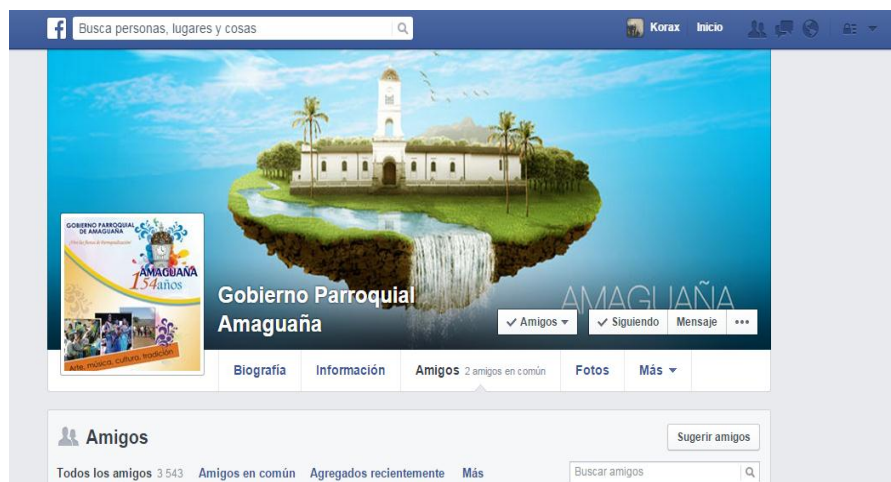 f Busca personas, lugares y cosas
Korax Inicio
GOBIERNO PARROQUIAL
DE AMAGUAÑA
AMAGUAÑA
154años
Arte, música, cultura, tradición
Gobierno Parroquial
Amaguaña
AMAGUAÑA
Amigos
Siguiendo
Mensaje
Biografía
Información
Amigos 2 amigos en común
Fotos
Más
Amigos
Sugerir amigos
Todos los amigos 3 543
Amigos en común
Agregados recientemente
Más
Buscar amigos